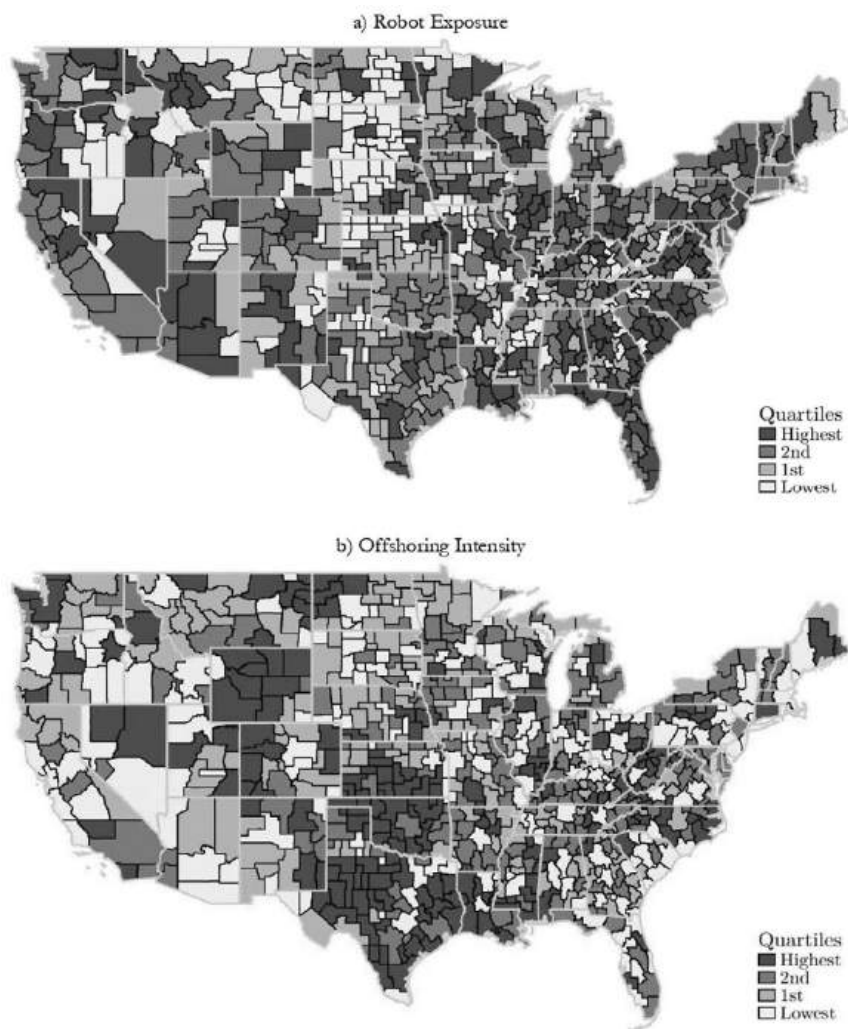 a) Robot Exposure
Quartiles
Highest
2nd
1st
Lowest
b) Offshoring Intensity
Quartiles
Highest
2nd
1st
Lowest